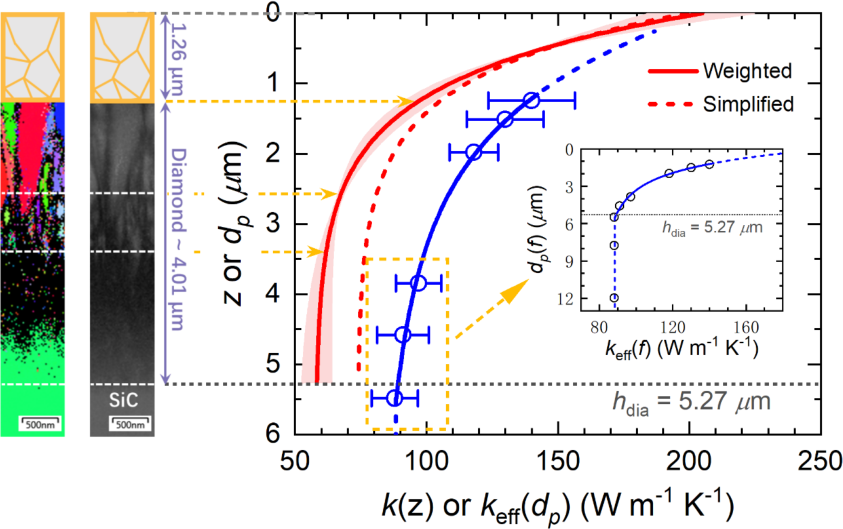 1.26 μm
Diamond ~ 4.01 μm
500nm
SiC
500nm
0
1
2
3
4
5
6
z or dp (μm)
Weighted
Simplified
0
3
6
9
12
dp(f) (μm)
hdia = 5.27 μm
80 120 160
keff(f) (W m-1 K-1)
hdia = 5.27 μm
50 100 150 200 250
k(z) or keff(dp) (W m-1 K-1)